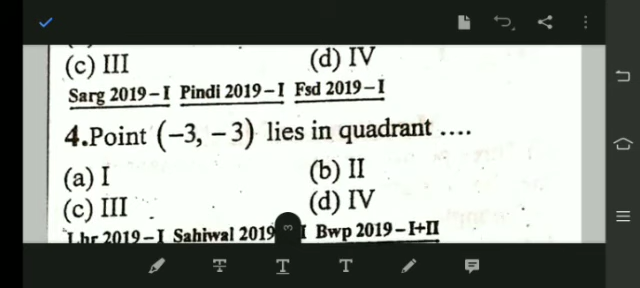 (c) III (d) IV
Sarg 2019–I Pindi 2019–I Fsd 2019–I
4.Point (−3, −3) lies in quadrant ....
(a) I (b) II
(c) III (d) IV
Lhr 2019–I Sahiwal 2019 I Bwp 2019–I+II
3
T T T